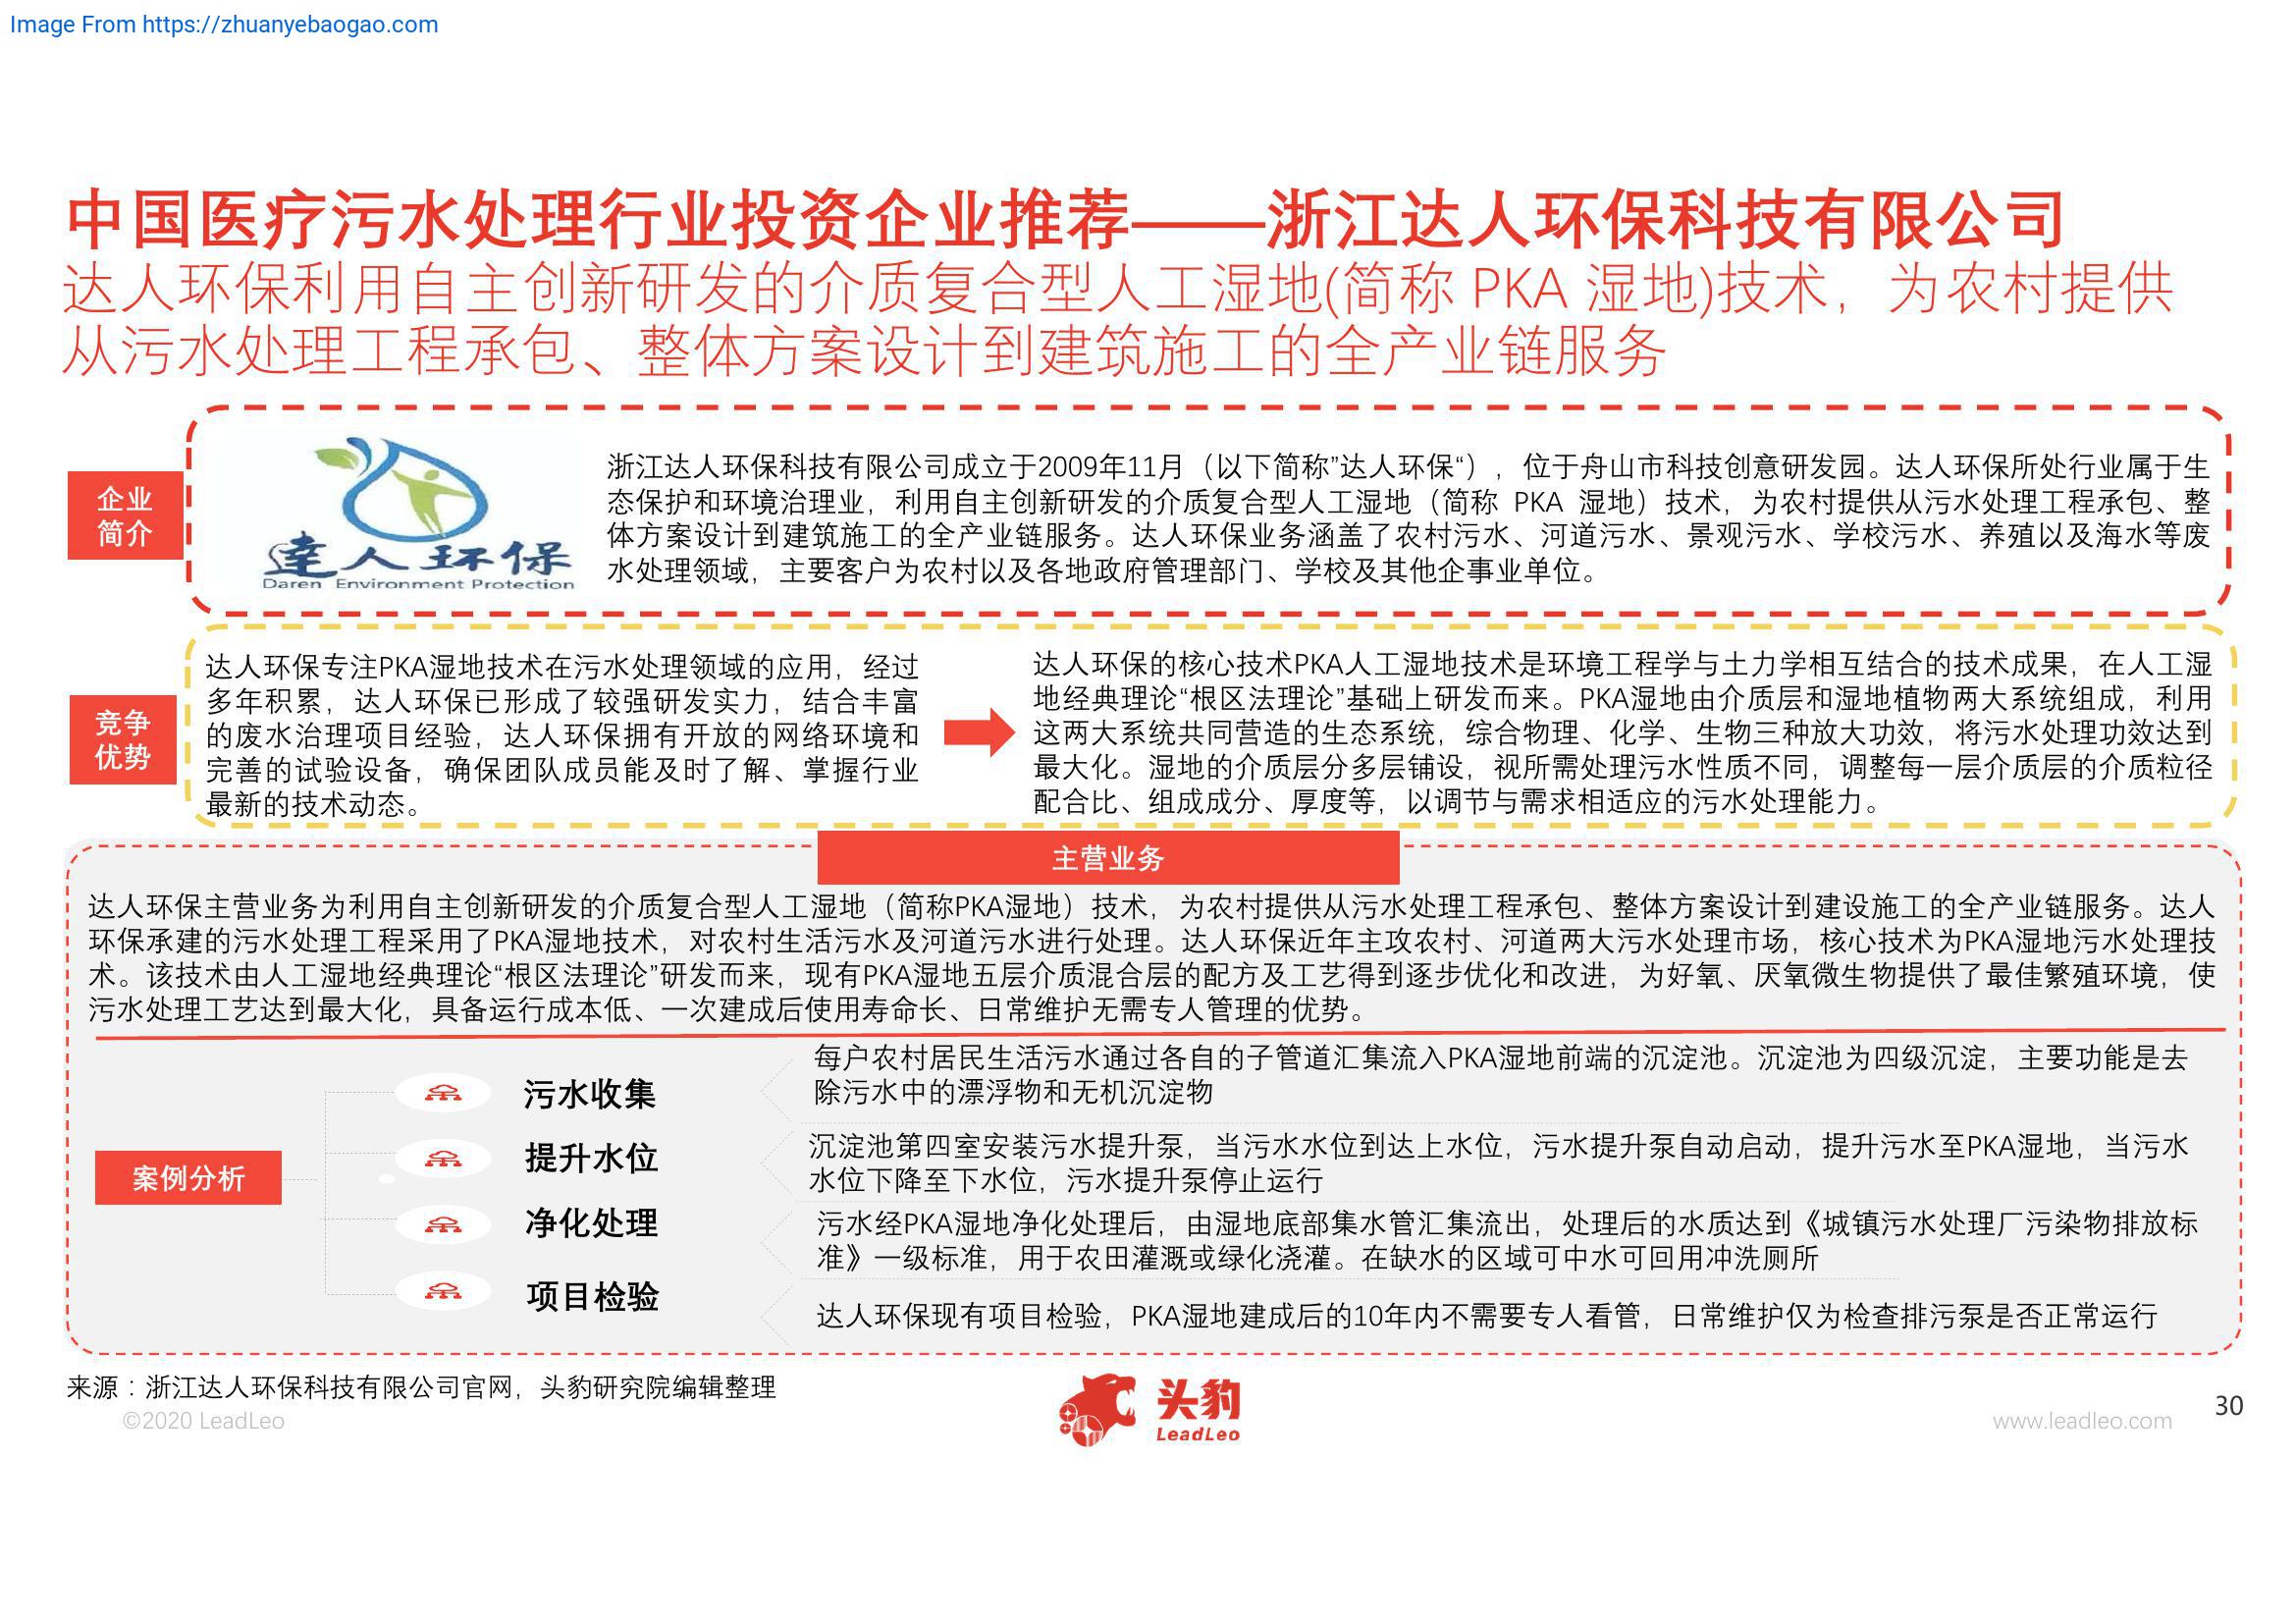 Image From https://zhuanyebaogao.com
中国医疗污水处理行业投资企业推荐——浙江达人环保科技有限公司
达人环保利用自主创新研发的介质复合型人工湿地(简称 PKA 湿地)技术，为农村提供
从污水处理工程承包、整体方案设计到建筑施工的全产业链服务
企业
简介
達人环保
Daren Environment Protection
浙江达人环保科技有限公司成立于2009年11月（以下简称”达人环保“），位于舟山市科技创意研发园。达人环保所处行业属于生
态保护和环境治理业，利用自主创新研发的介质复合型人工湿地（简称 PKA 湿地）技术，为农村提供从污水处理工程承包、整
体方案设计到建筑施工的全产业链服务。达人环保业务涵盖了农村污水、河道污水、景观污水、学校污水、养殖以及海水等废
水处理领域，主要客户为农村以及各地政府管理部门、学校及其他企事业单位。
竞争
优势
达人环保专注PKA湿地技术在污水处理领域的应用，经过
多年积累，达人环保已形成了较强研发实力，结合丰富
的废水治理项目经验，达人环保拥有开放的网络环境和
完善的试验设备，确保团队成员能及时了解、掌握行业
最新的技术动态。
达人环保的核心技术PKA人工湿地技术是环境工程学与土力学相互结合的技术成果，在人工湿
地经典理论“根区法理论”基础上研发而来。PKA湿地由介质层和湿地植物两大系统组成，利用
这两大系统共同营造的生态系统，综合物理、化学、生物三种放大功效，将污水处理功效达到
最大化。湿地的介质层分多层铺设，视所需处理污水性质不同，调整每一层介质层的介质粒径
配合比、组成成分、厚度等，以调节与需求相适应的污水处理能力。
主营业务
达人环保主营业务为利用自主创新研发的介质复合型人工湿地（简称PKA湿地）技术，为农村提供从污水处理工程承包、整体方案设计到建设施工的全产业链服务。达人
环保承建的污水处理工程采用了PKA湿地技术，对农村生活污水及河道污水进行处理。达人环保近年主攻农村、河道两大污水处理市场，核心技术为PKA湿地污水处理技
术。该技术由人工湿地经典理论“根区法理论”研发而来，现有PKA湿地五层介质混合层的配方及工艺得到逐步优化和改进，为好氧、厌氧微生物提供了最佳繁殖环境，使
污水处理工艺达到最大化，具备运行成本低、一次建成后使用寿命长、日常维护无需专人管理的优势。
案例分析
污水收集
每户农村居民生活污水通过各自的子管道汇集流入PKA湿地前端的沉淀池。沉淀池为四级沉淀，主要功能是去
除污水中的漂浮物和无机沉淀物
提升水位
沉淀池第四室安装污水提升泵，当污水水位到达上水位，污水提升泵自动启动，提升污水至PKA湿地，当污水
水位下降至下水位，污水提升泵停止运行
净化处理
污水经PKA湿地净化处理后，由湿地底部集水管汇集流出，处理后的水质达到《城镇污水处理厂污染物排放标
准》一级标准，用于农田灌溉或绿化浇灌。在缺水的区域可中水可回用冲洗厕所
项目检验
达人环保现有项目检验，PKA湿地建成后的10年内不需要专人看管，日常维护仅为检查排污泵是否正常运行
来源：浙江达人环保科技有限公司官网，头豹研究院编辑整理
©2020 LeadLeo
头豹
LeadLeo
www.leadleo.com
30